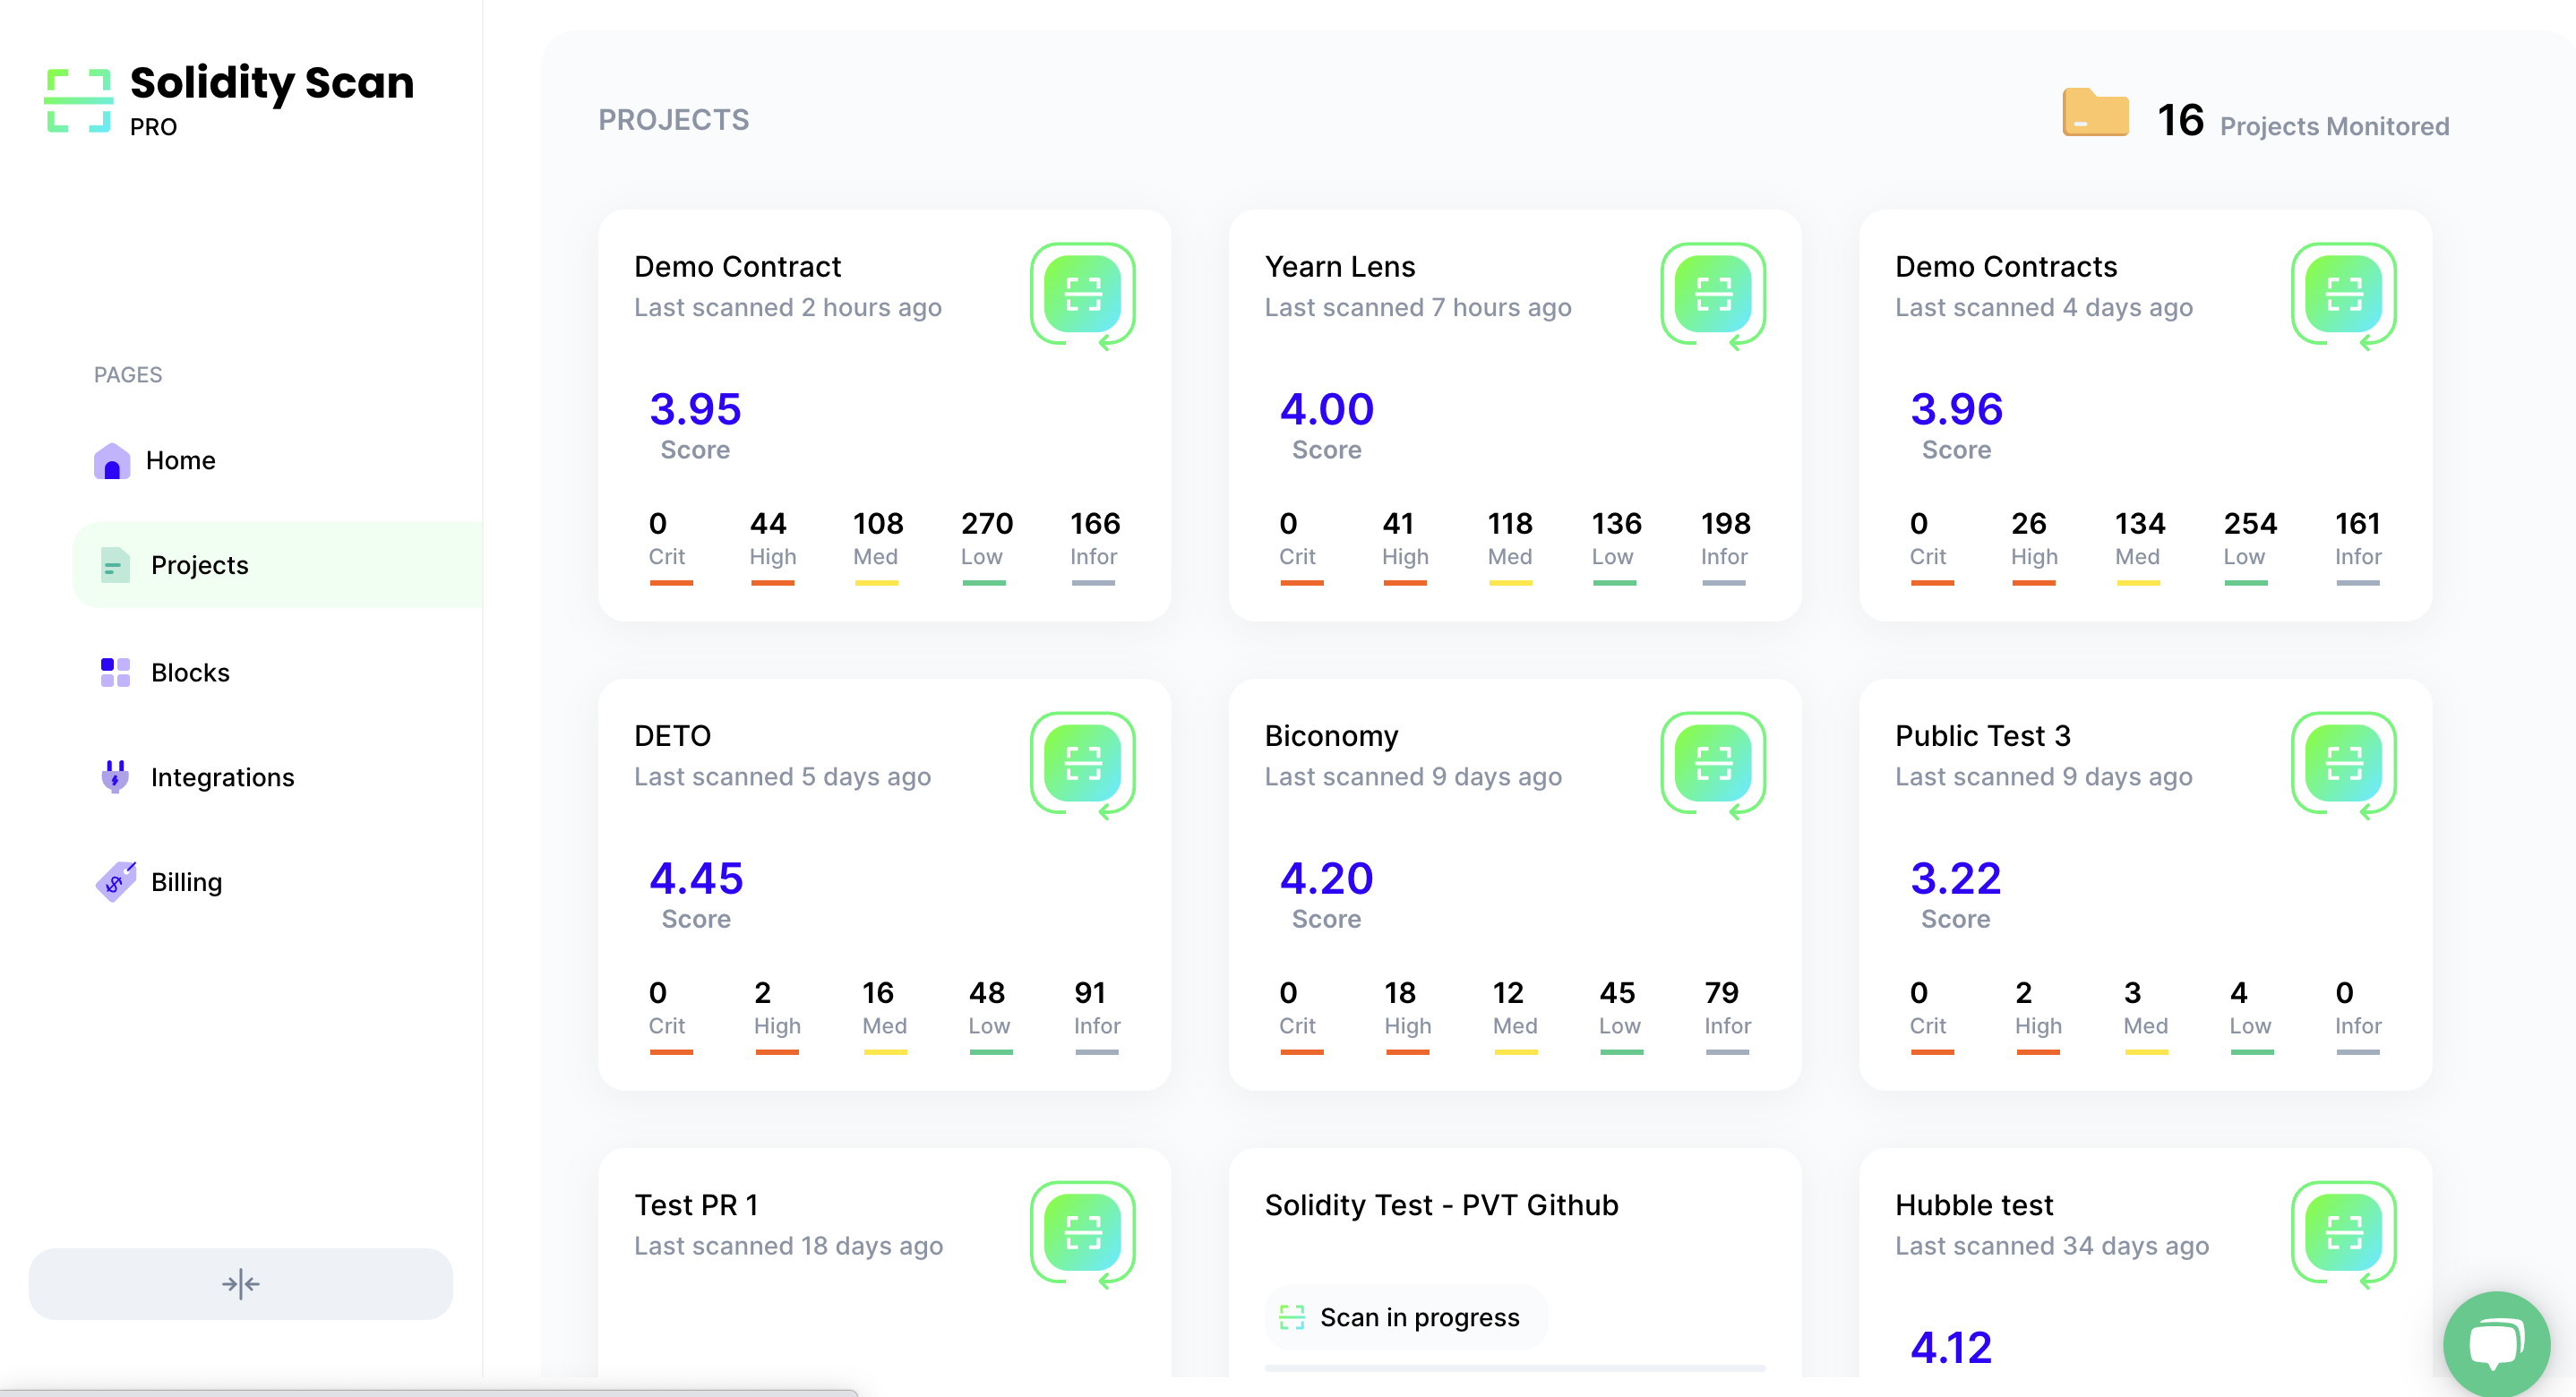 Solidity Scan
PRO
PAGES
Home
Projects
Blocks
Integrations
Billing
PROJECTS
16 Projects Monitored
Demo Contract
Last scanned 2 hours ago
3.95
Score
0 44 108 270 166
Crit High Med Low Infor
Yearn Lens
Last scanned 7 hours ago
4.00
Score
0 41 118 136 198
Crit High Med Low Infor
Demo Contracts
Last scanned 4 days ago
3.96
Score
0 26 134 254 161
Crit High Med Low Infor
DETO
Last scanned 5 days ago
4.45
Score
0 2 16 48 91
Crit High Med Low Infor
Biconomy
Last scanned 9 days ago
4.20
Score
0 18 12 45 79
Crit High Med Low Infor
Public Test 3
Last scanned 9 days ago
3.22
Score
0 2 3 4 0
Crit High Med Low Infor
Test PR 1
Last scanned 18 days ago
Solidity Test - PVT Github
Scan in progress
Hubble test
Last scanned 34 days ago
4.12